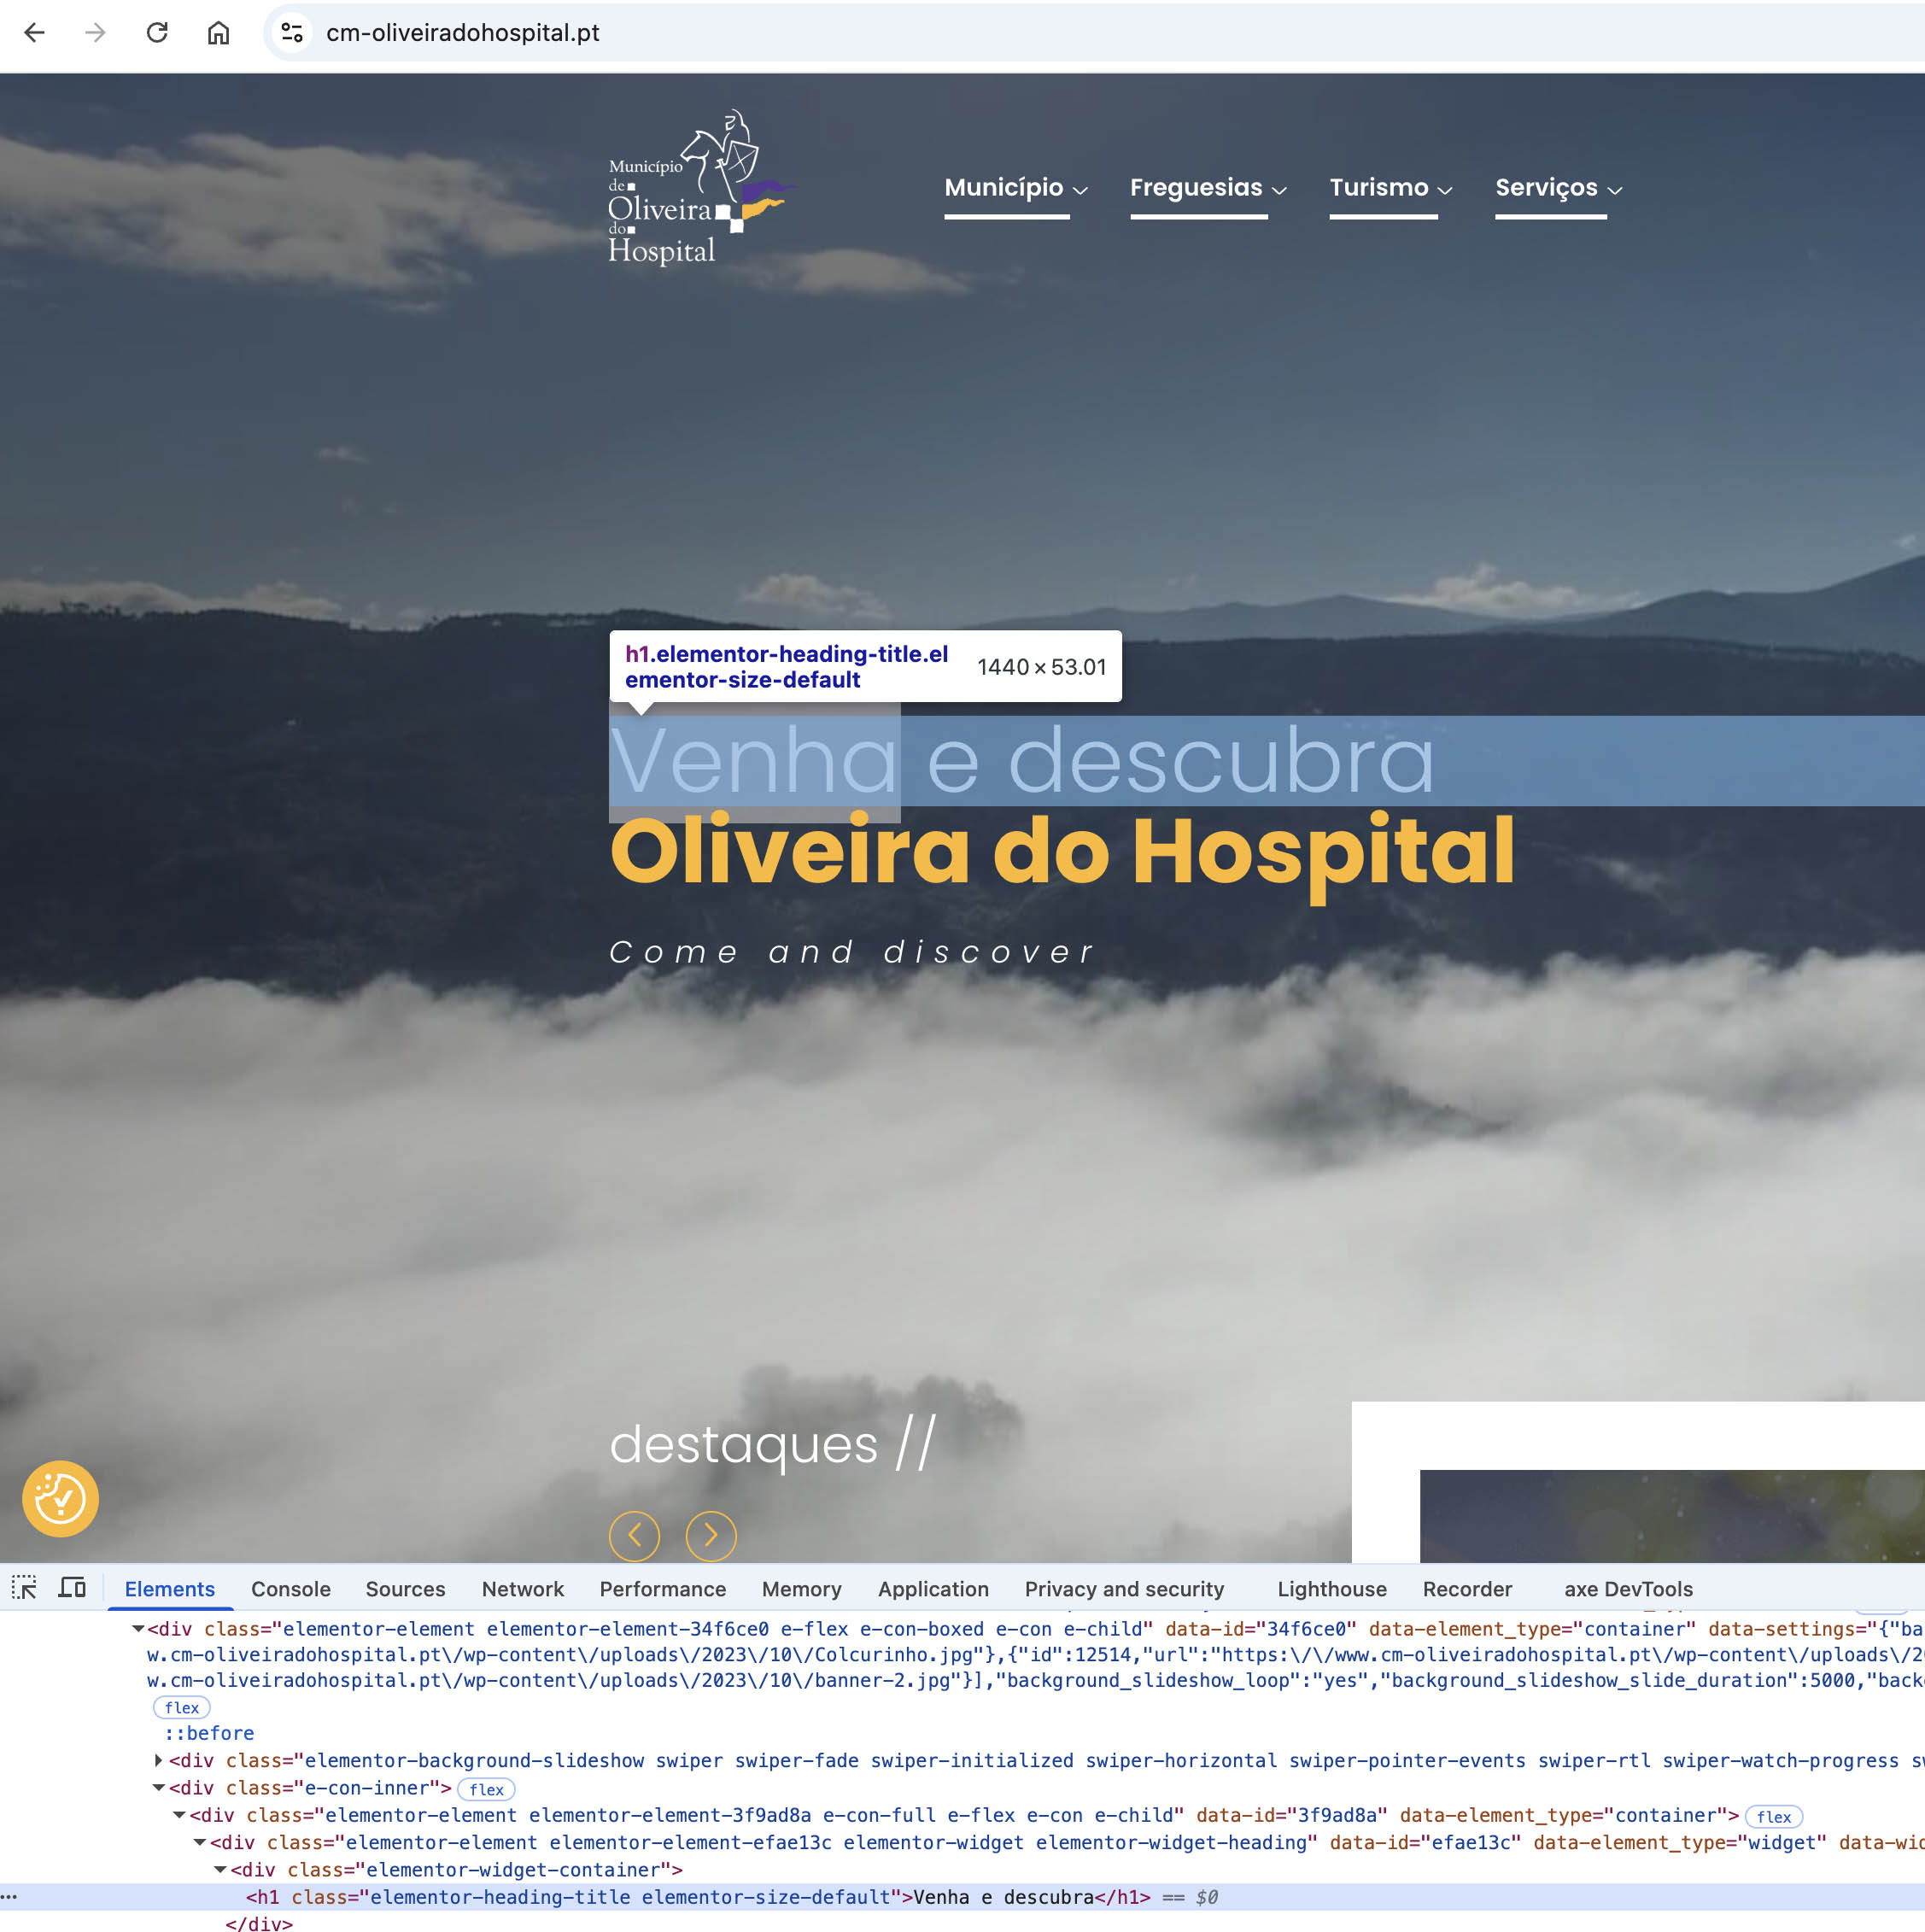 cm-oliveiradohospital.pt
Município
de
Oliveira
do
Hospital
Município Freguesias Turismo Serviços
h1.elementor-heading-title.el
ementor-size-default
1440 × 53.01
Venha e descubra
Oliveira do Hospital
Come and discover
destaques //
Elements Console Sources Network Performance Memory Application Privacy and security Lighthouse Recorder axe DevTools
<div class="elementor-element elementor-element-34f6ce0 e-flex e-con-boxed e-con e-child" data-id="34f6ce0" data-element_type="container" data-settings="{"ba
w.cm-oliveiradohospital.pt\/wp-content\/uploads\/2023\/10\/Colcurinho.jpg"},{"id":12514,"url":"https:\/\/www.cm-oliveiradohospital.pt\/wp-content\/uploads\/20
w.cm-oliveiradohospital.pt\/wp-content\/uploads\/2023\/10\/banner-2.jpg"}],"background_slideshow_loop":"yes","background_slideshow_slide_duration":5000,"back
flex
::before
<div class="elementor-background-slideshow swiper swiper-fade swiper-initialized swiper-horizontal swiper-pointer-events swiper-rtl swiper-watch-progress
<div class="e-con-inner"> flex
<div class="elementor-element elementor-element-3f9ad8a e-con-full e-flex e-con e-child" data-id="3f9ad8a" data-element_type="container"> flex
<div class="elementor-element elementor-element-efae13c elementor-widget elementor-widget-heading" data-id="efae13c" data-element_type="widget"
<div class="elementor-widget-container">
... <h1 class="elementor-heading-title elementor-size-default">Venha e descubra</h1> == $0
</div>